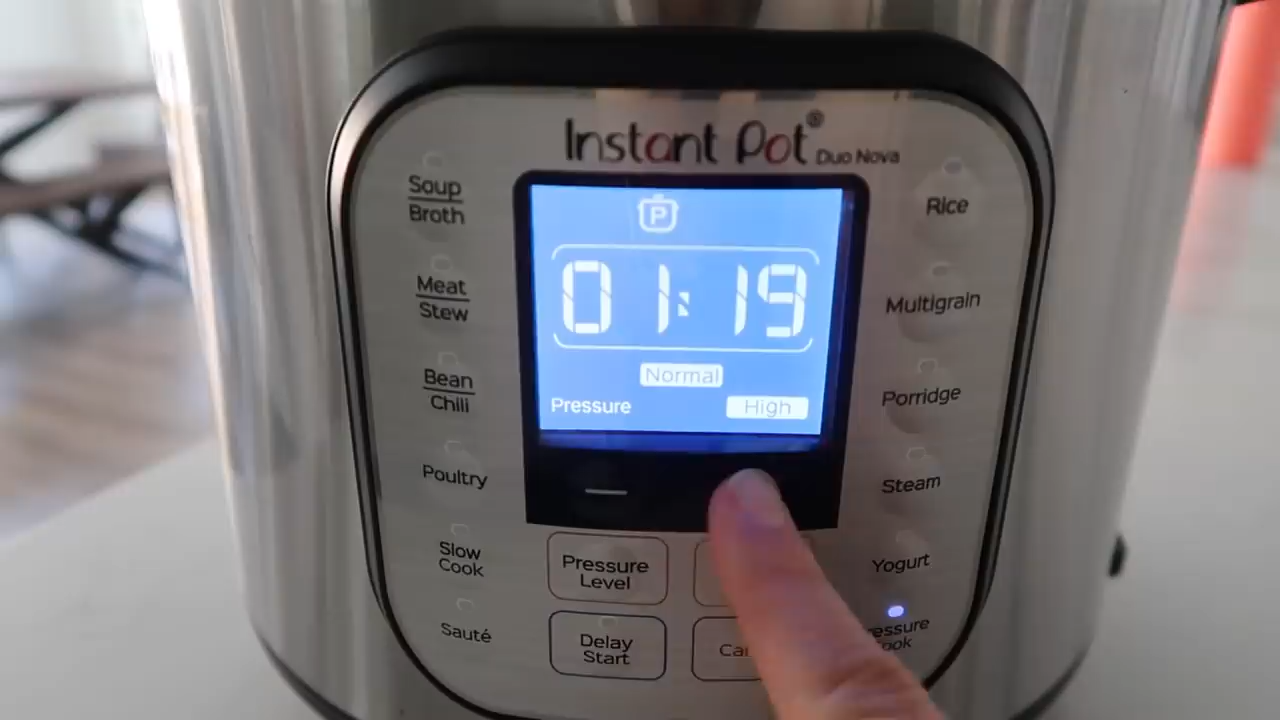 Instant Pot®
Duo Nova
Soup
Broth
Meat
Stew
Bean
Chili
Poultry
Slow
Cook
Sauté
P
01:19
Normal
Pressure High
Pressure
Level
Delay
Start
Rice
Multigrain
Porridge
Steam
Yogurt